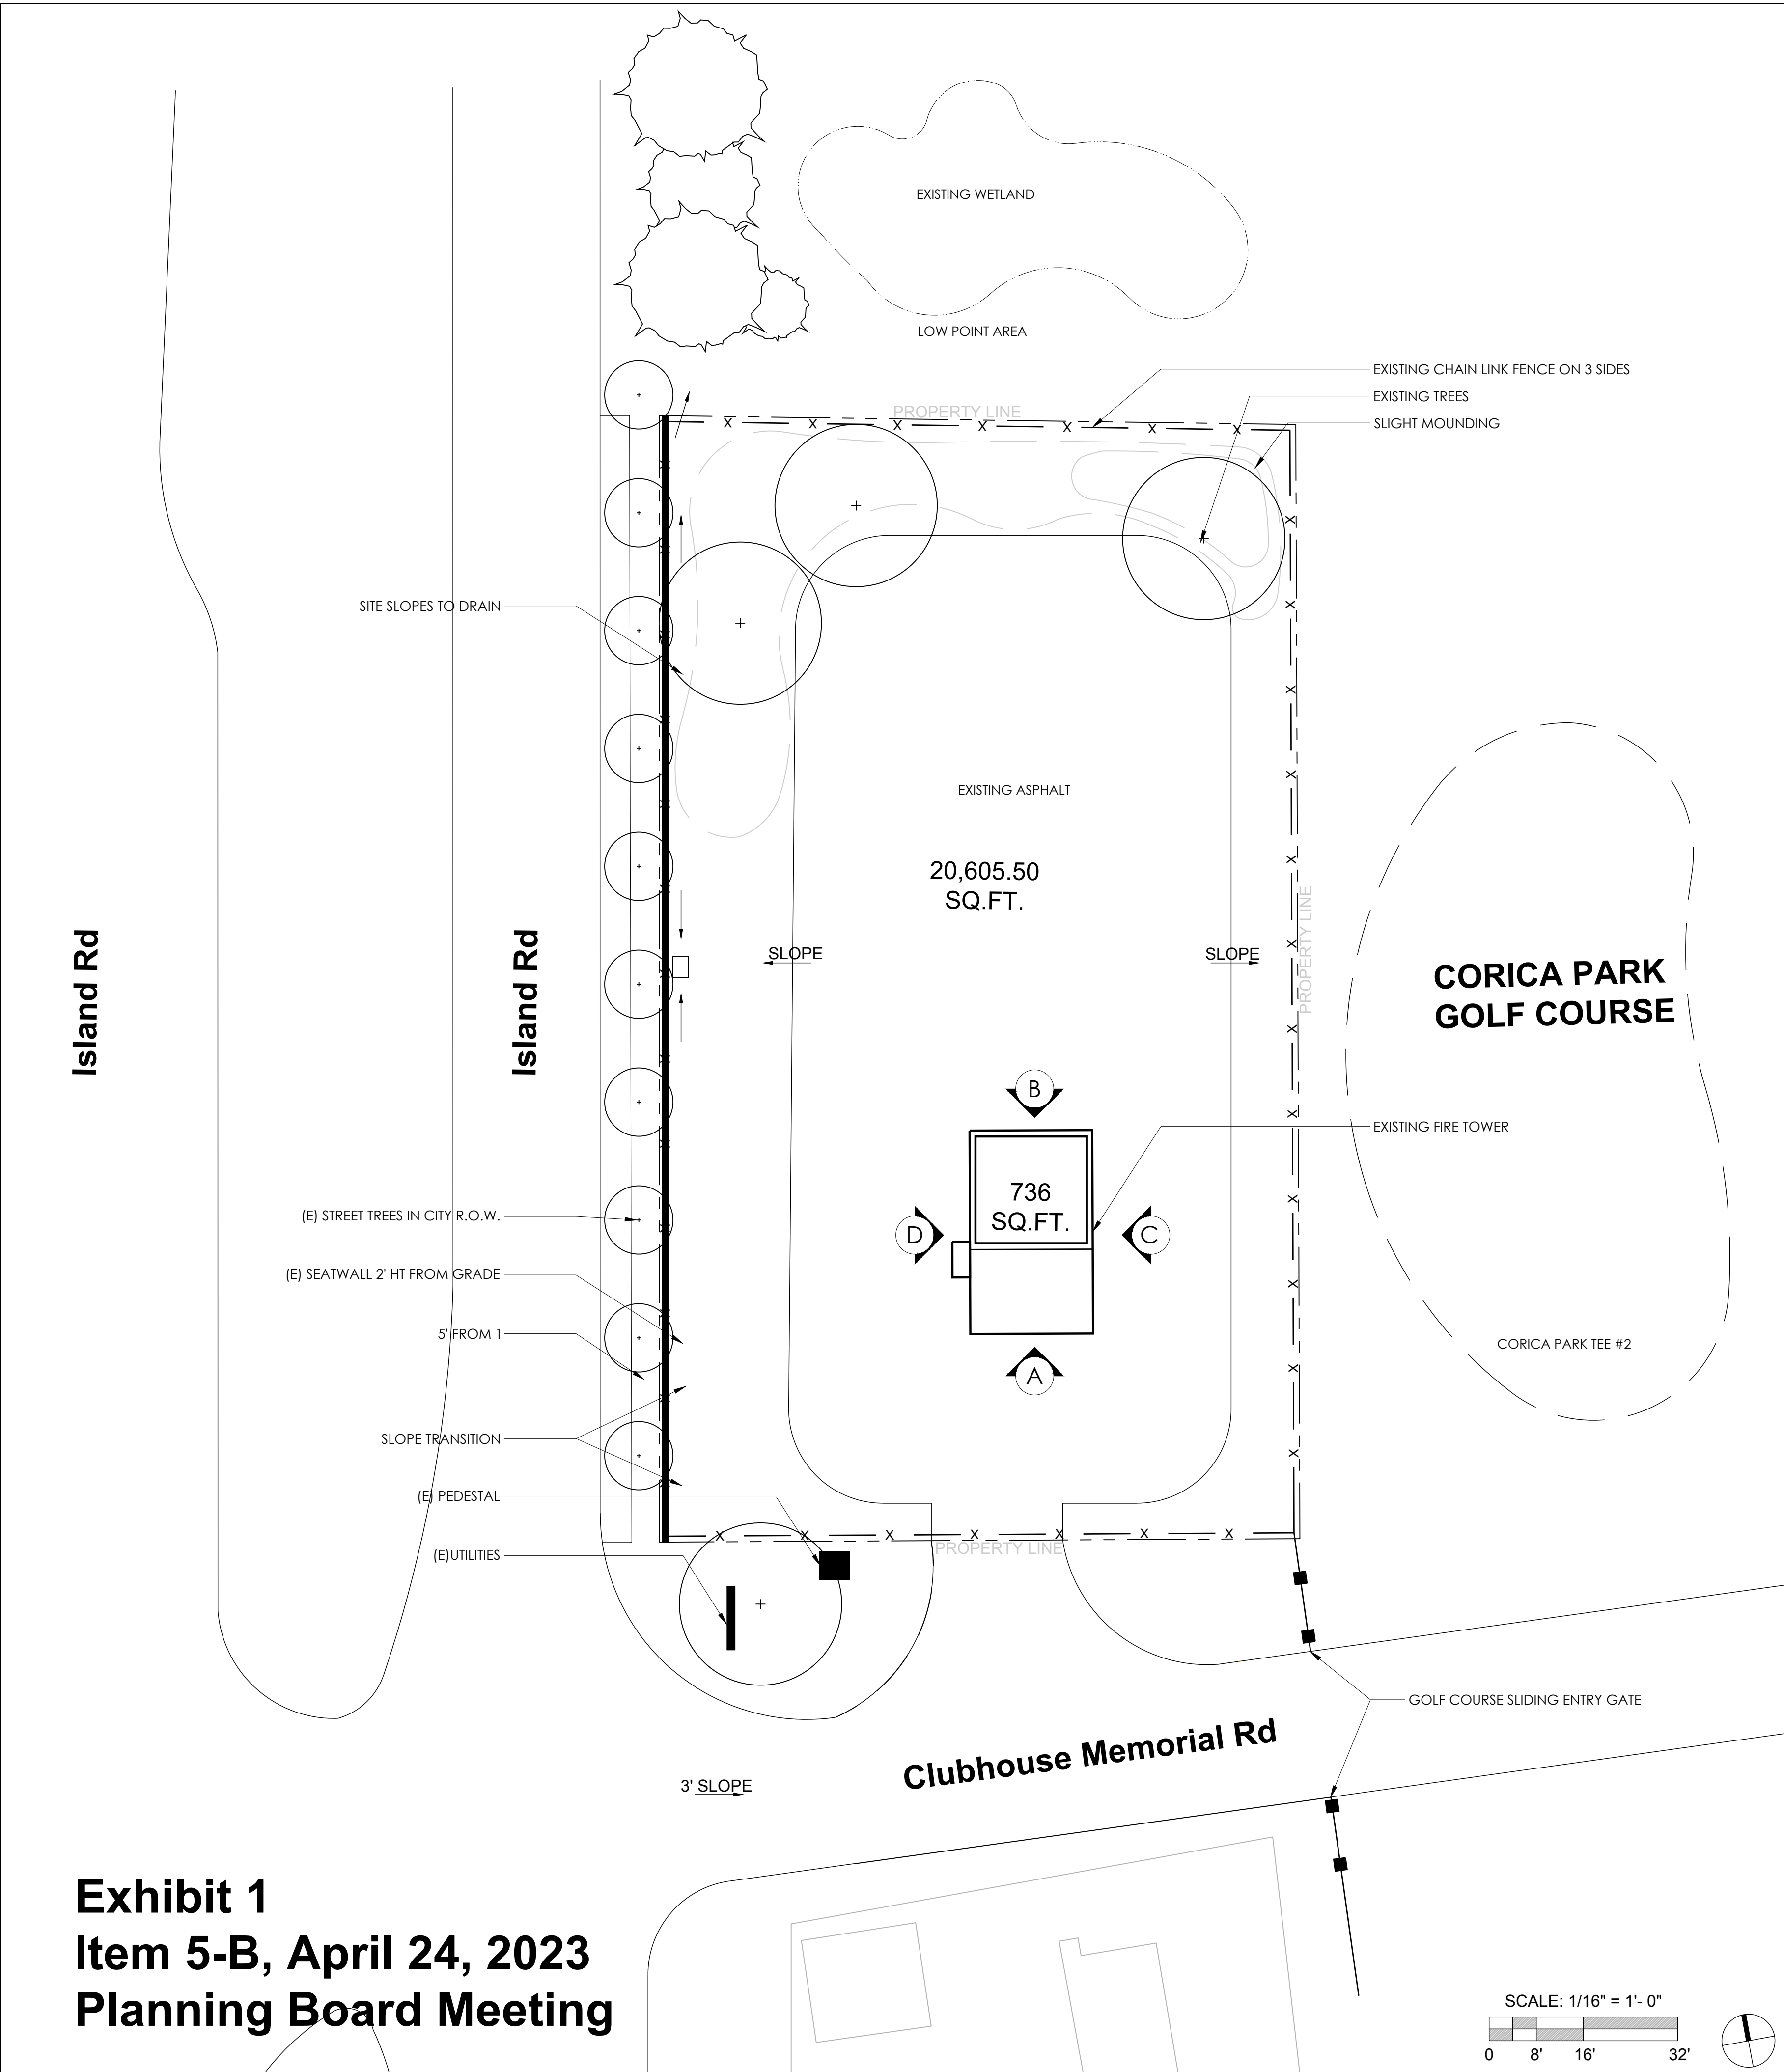 EXISTING WETLAND
LOW POINT AREA
EXISTING CHAIN LINK FENCE ON 3 SIDES
EXISTING TREES
SLIGHT MOUNDING
PROPERTY LINE
X X X X X X X
SITE SLOPES TO DRAIN
EXISTING ASPHALT
20,605.50
SQ.FT.
SLOPE
SLOPE
PROPERTY LINE
Island Rd
Island Rd
CORICA PARK
GOLF COURSE
B
EXISTING FIRE TOWER
736
SQ.FT.
D
C
A
(E) STREET TREES IN CITY R.O.W.
(E) SEATWALL 2' HT FROM GRADE
5' FROM 1
CORICA PARK TEE #2
SLOPE TRANSITION
(E) PEDESTAL
X X X X X X X
PROPERTY LINE
(E)UTILITIES
GOLF COURSE SLIDING ENTRY GATE
Clubhouse Memorial Rd
3' SLOPE
Exhibit 1
Item 5-B, April 24, 2023
Planning Board Meeting
SCALE: 1/16" = 1'- 0"
0 8' 16' 32'